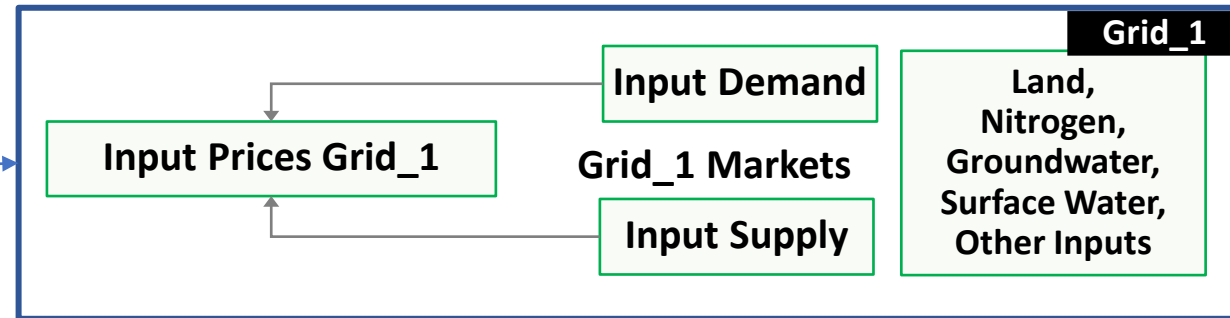 Grid_1
Input Demand
Input Prices Grid_1
Grid_1 Markets
Input Supply
Land,
Nitrogen,
Groundwater,
Surface Water,
Other Inputs